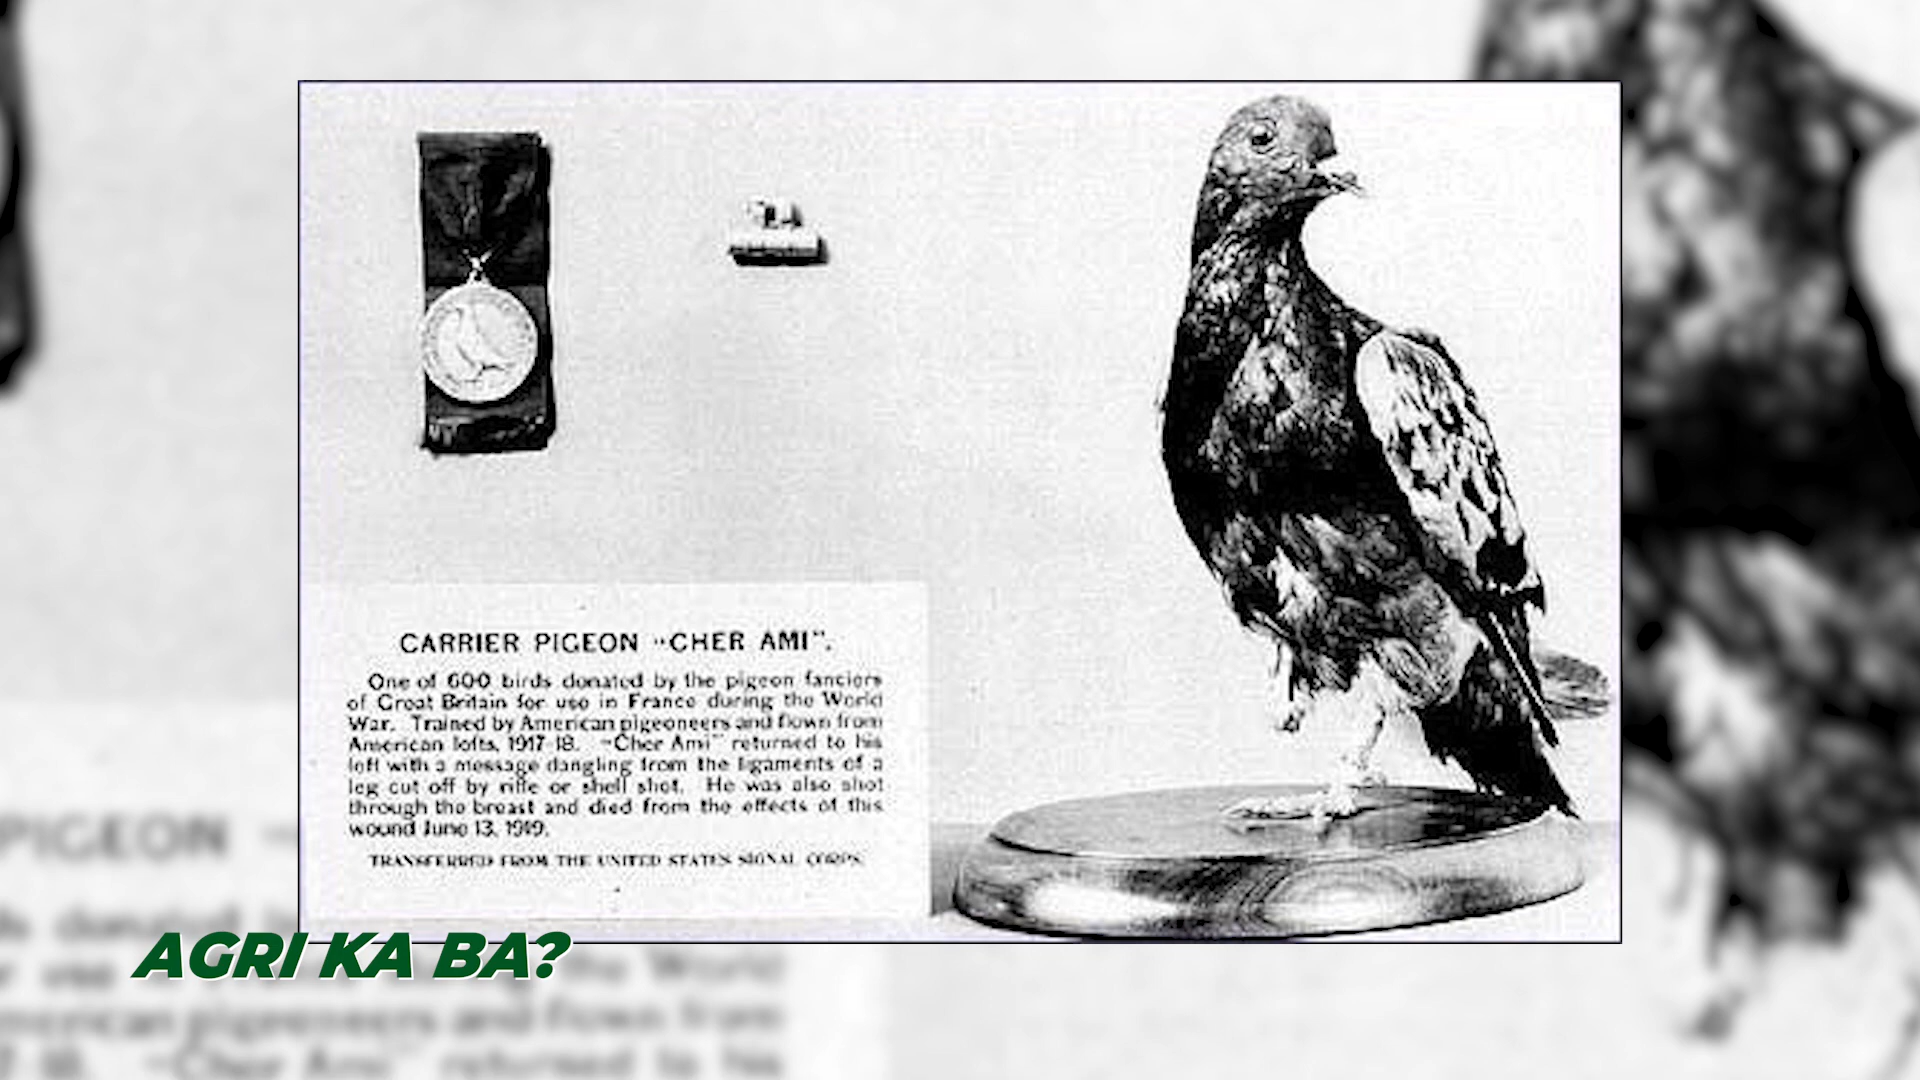 CARRIER PIGEON "CHER AMI".
One of 600 birds donated by the pigeon fanciers
of Great Britain for use in France during the World
War. Trained by American pigeoneers and flown from
American lofts, 1917-18. "Cher Ami" returned to his
loft with a message dangling from the ligaments of a
leg cut off by rifle or shell shot. He was also shot
through the breast and died from the effects of this
wound June 13, 1919.
TRANSFERRED FROM THE UNITED STATES SIGNAL CORPS.
AGRI KA BA?